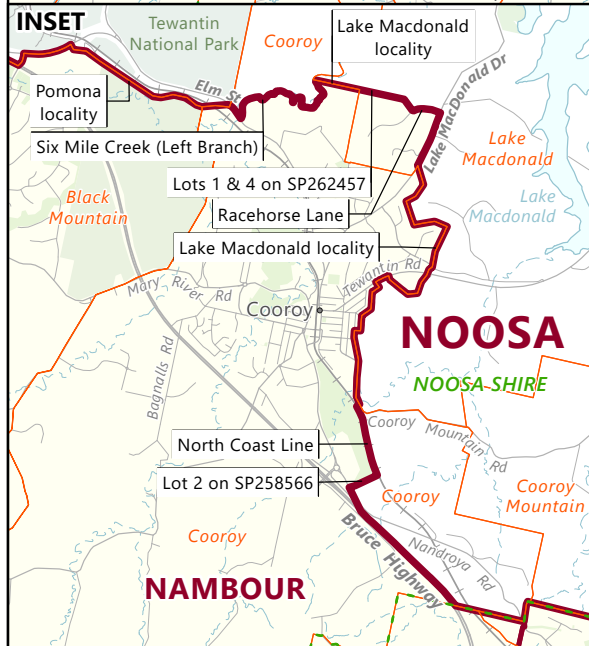 INSET
Tewantin
National Park
Cooroy
Lake Macdonald
locality
Pomona
locality
Elm St
Lake MacDonald Dr
Six Mile Creek (Left Branch)
Lake
Macdonald
Lots 1 & 4 on SP262457
Black
Mountain
Lake
Macdonald
Racehorse Lane
Lake Macdonald locality
Tewantin Rd
Mary River Rd
Cooroy
NOOSA
Bagnalls Rd
NOOSA SHIRE
Cooroy Mountain Rd
North Coast Line
Lot 2 on SP258566
Cooroy
Cooroy
Mountain
Cooroy
Bruce Highway
Nandroya Rd
NAMBOUR